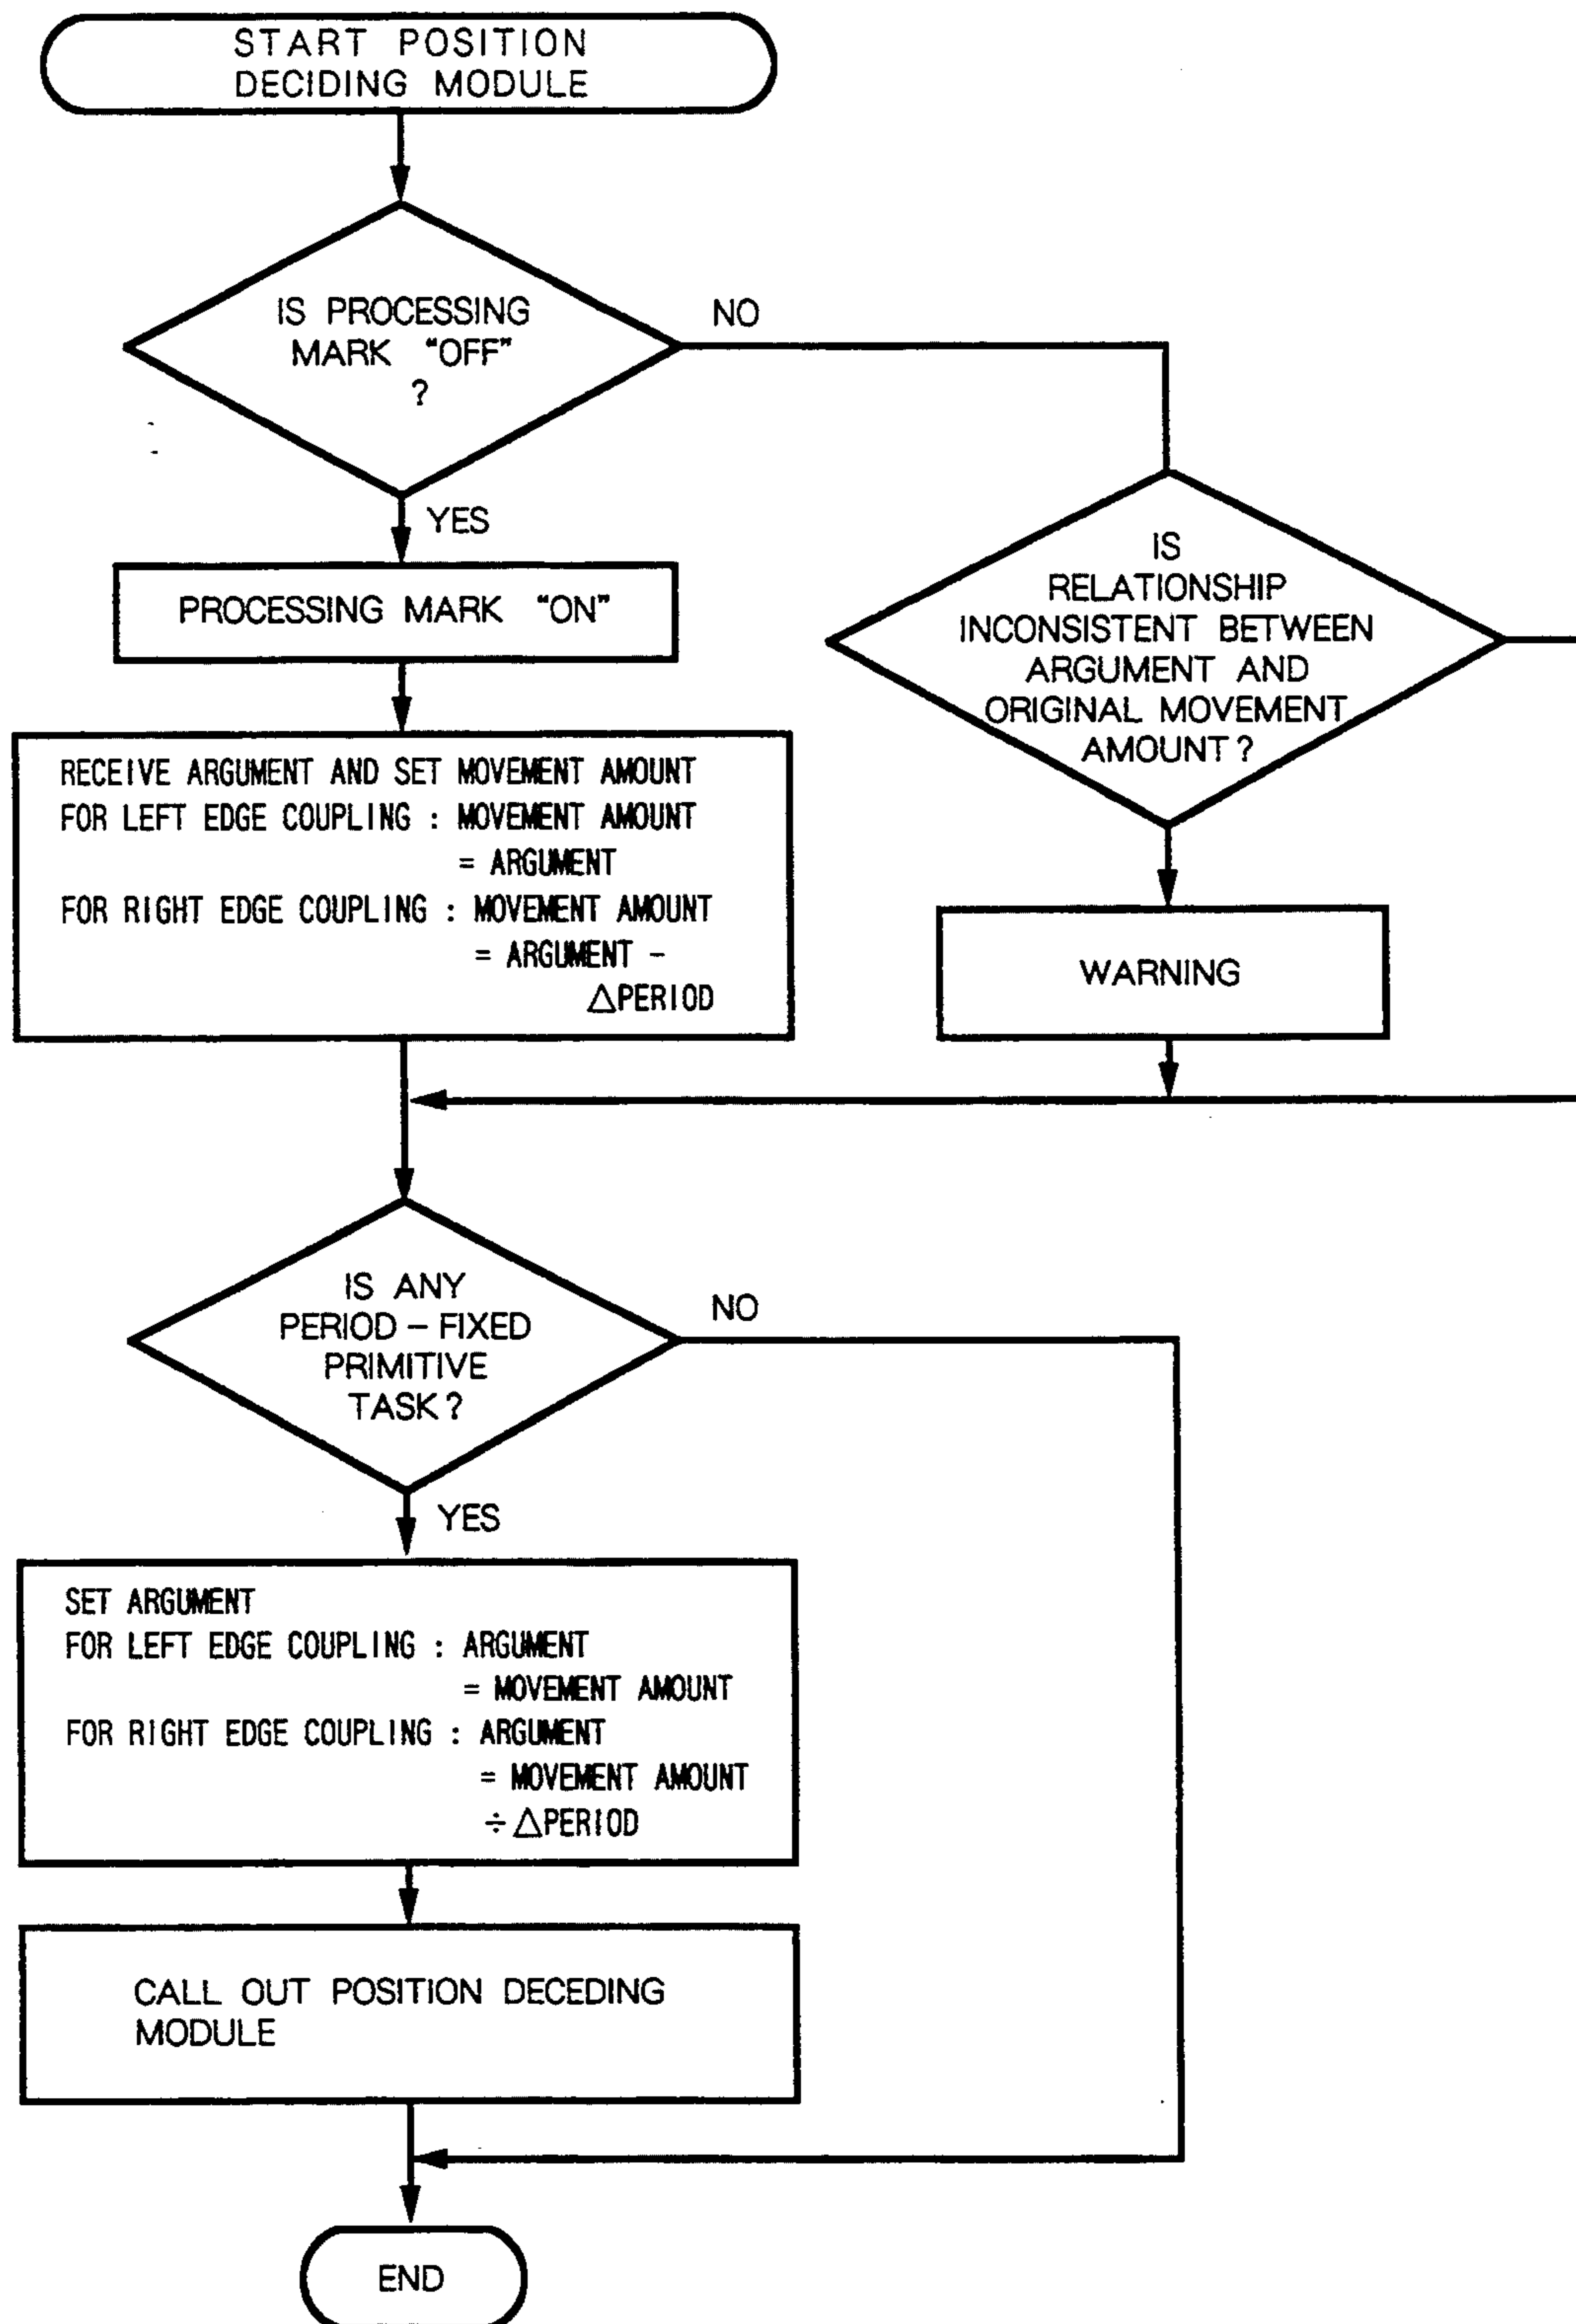 START POSITION
DECIDING MODULE
IS PROCESSING
MARK "OFF"
?
NO
YES
PROCESSING MARK "ON"
IS
RELATIONSHIP
INCONSISTENT BETWEEN
ARGUMENT AND
ORIGINAL MOVEMENT
AMOUNT?
RECEIVE ARGUMENT AND SET MOVEMENT AMOUNT
FOR LEFT EDGE COUPLING : MOVEMENT AMOUNT
= ARGUMENT
FOR RIGHT EDGE COUPLING : MOVEMENT AMOUNT
= ARGUMENT -
△PERIOD
WARNING
IS ANY
PERIOD-FIXED
PRIMITIVE
TASK?
NO
YES
SET ARGUMENT
FOR LEFT EDGE COUPLING : ARGUMENT
= MOVEMENT AMOUNT
FOR RIGHT EDGE COUPLING : ARGUMENT
= MOVEMENT AMOUNT
÷△PERIOD
CALL OUT POSITION DECEDING
MODULE
END